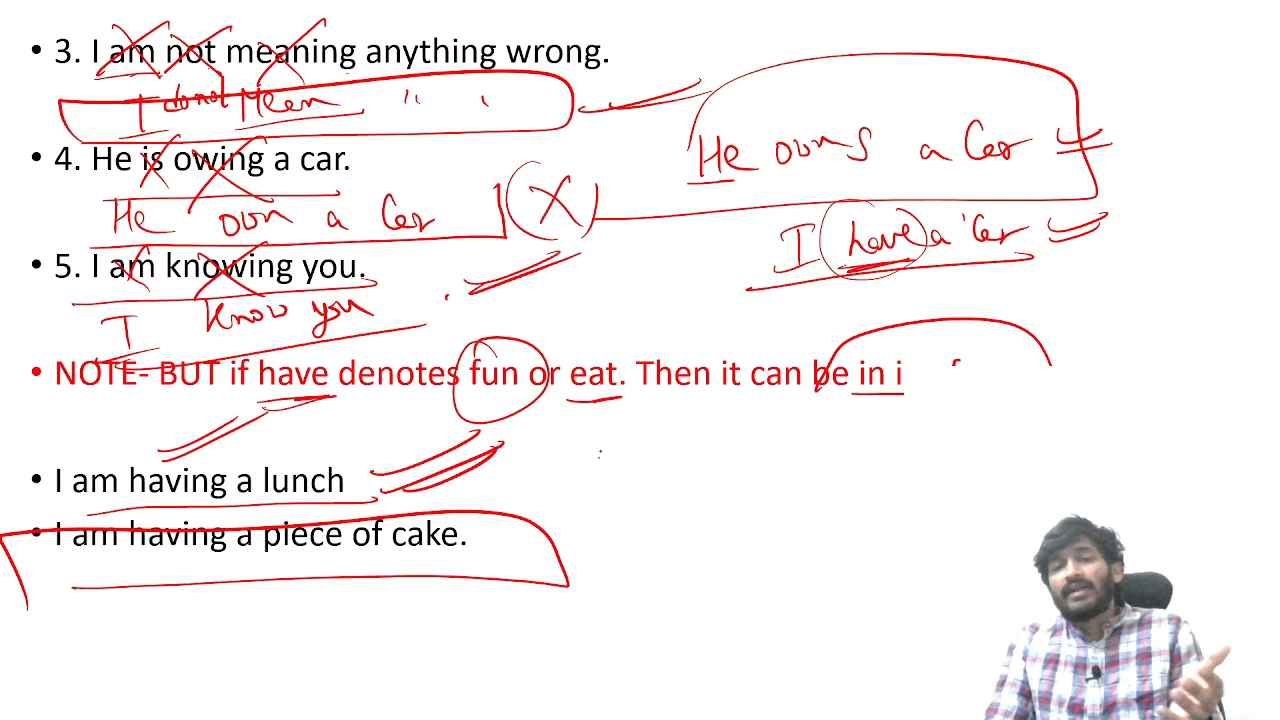 • 3. I am not meaning anything wrong.
I do not Mean " "
He owns a Car
• 4. He is owing a car.
He own a Car
I have a Car
• 5. I am knowing you.
I know you
• NOTE- BUT if have denotes fun or eat. Then it can be in i
• I am having a lunch
• I am having a piece of cake.